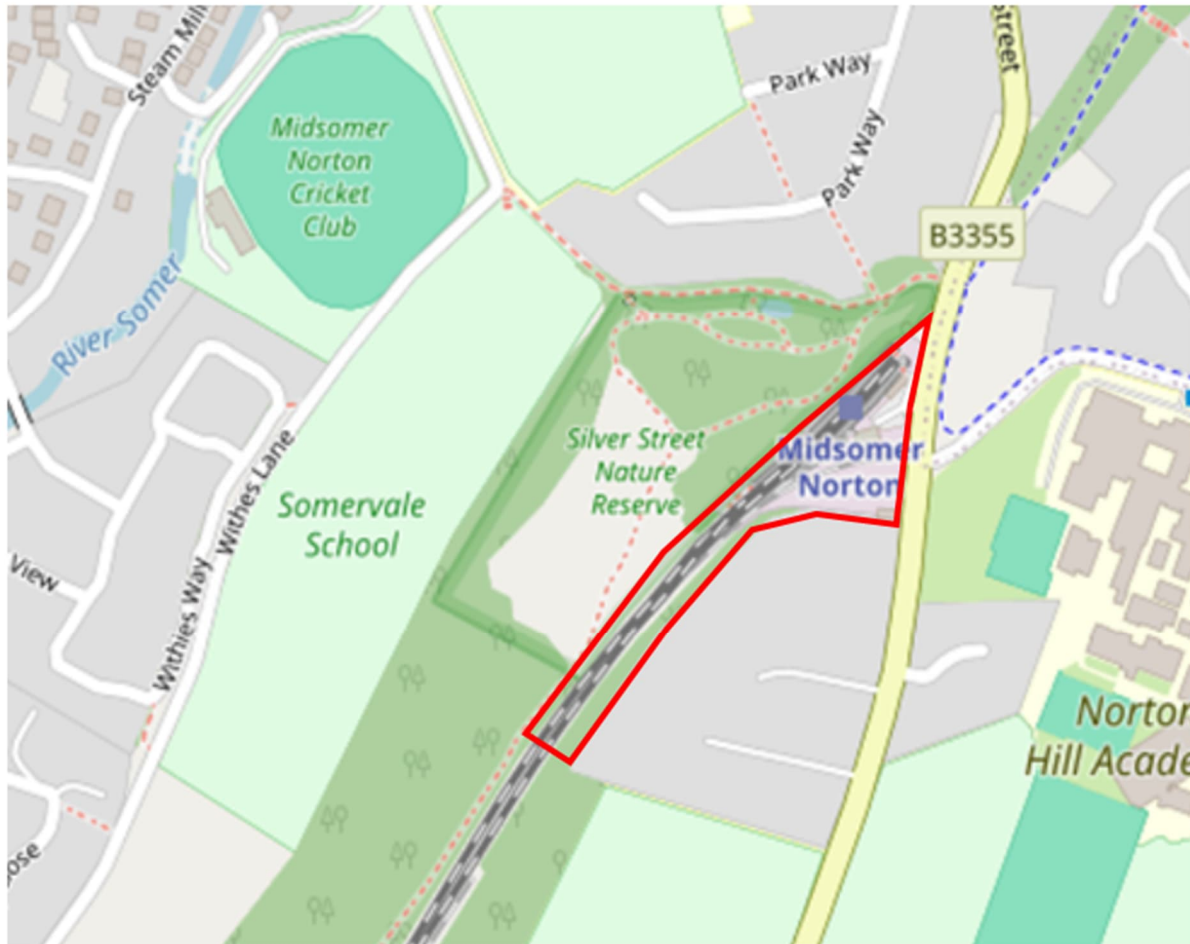 Steam Mill
Street
Park Way
Midsomer
Norton
Cricket
Club
Park Way
B3355
River Somer
Silver Street
Nature
Reserve
Midsomer
Norton
Withes Lane
Somervale
School
View
Withies Way
Norton
Hill Acade
ose